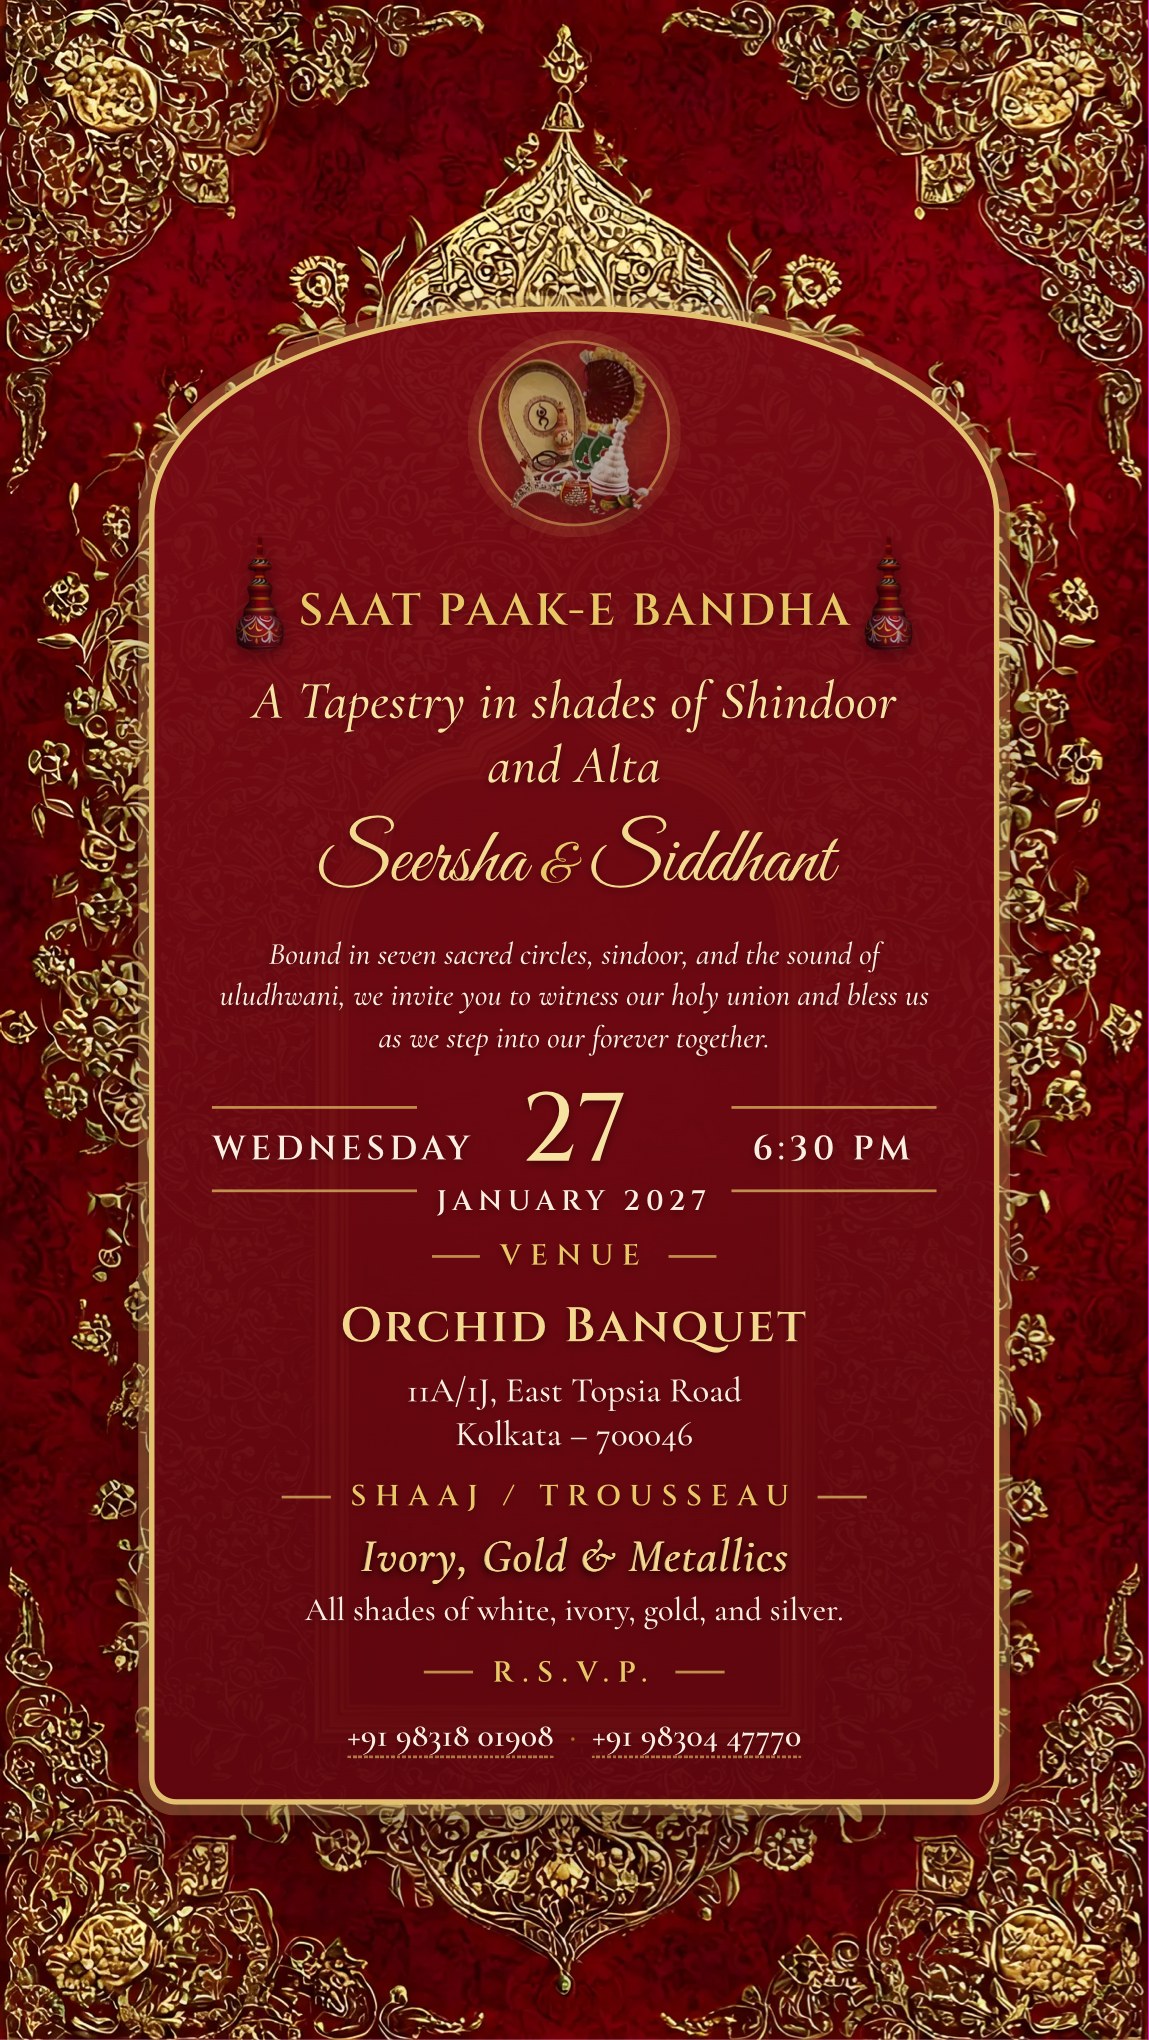 SAAT PAAK-E BANDHA
A Tapestry in shades of Shindoor
and Alta
Seersha & Siddhant
Bound in seven sacred circles, sindoor, and the sound of
uludhwani, we invite you to witness our holy union and bless us
as we step into our forever together.
WEDNESDAY 27 6:30 PM
JANUARY 2027
VENUE
ORCHID BANQUET
11A/1J, East Topsia Road
Kolkata – 700046
SHAAJ / TROUSSEAU
Ivory, Gold & Metallics
All shades of white, ivory, gold, and silver.
R.S.V.P.
+91 98318 01908 · +91 98304 47770